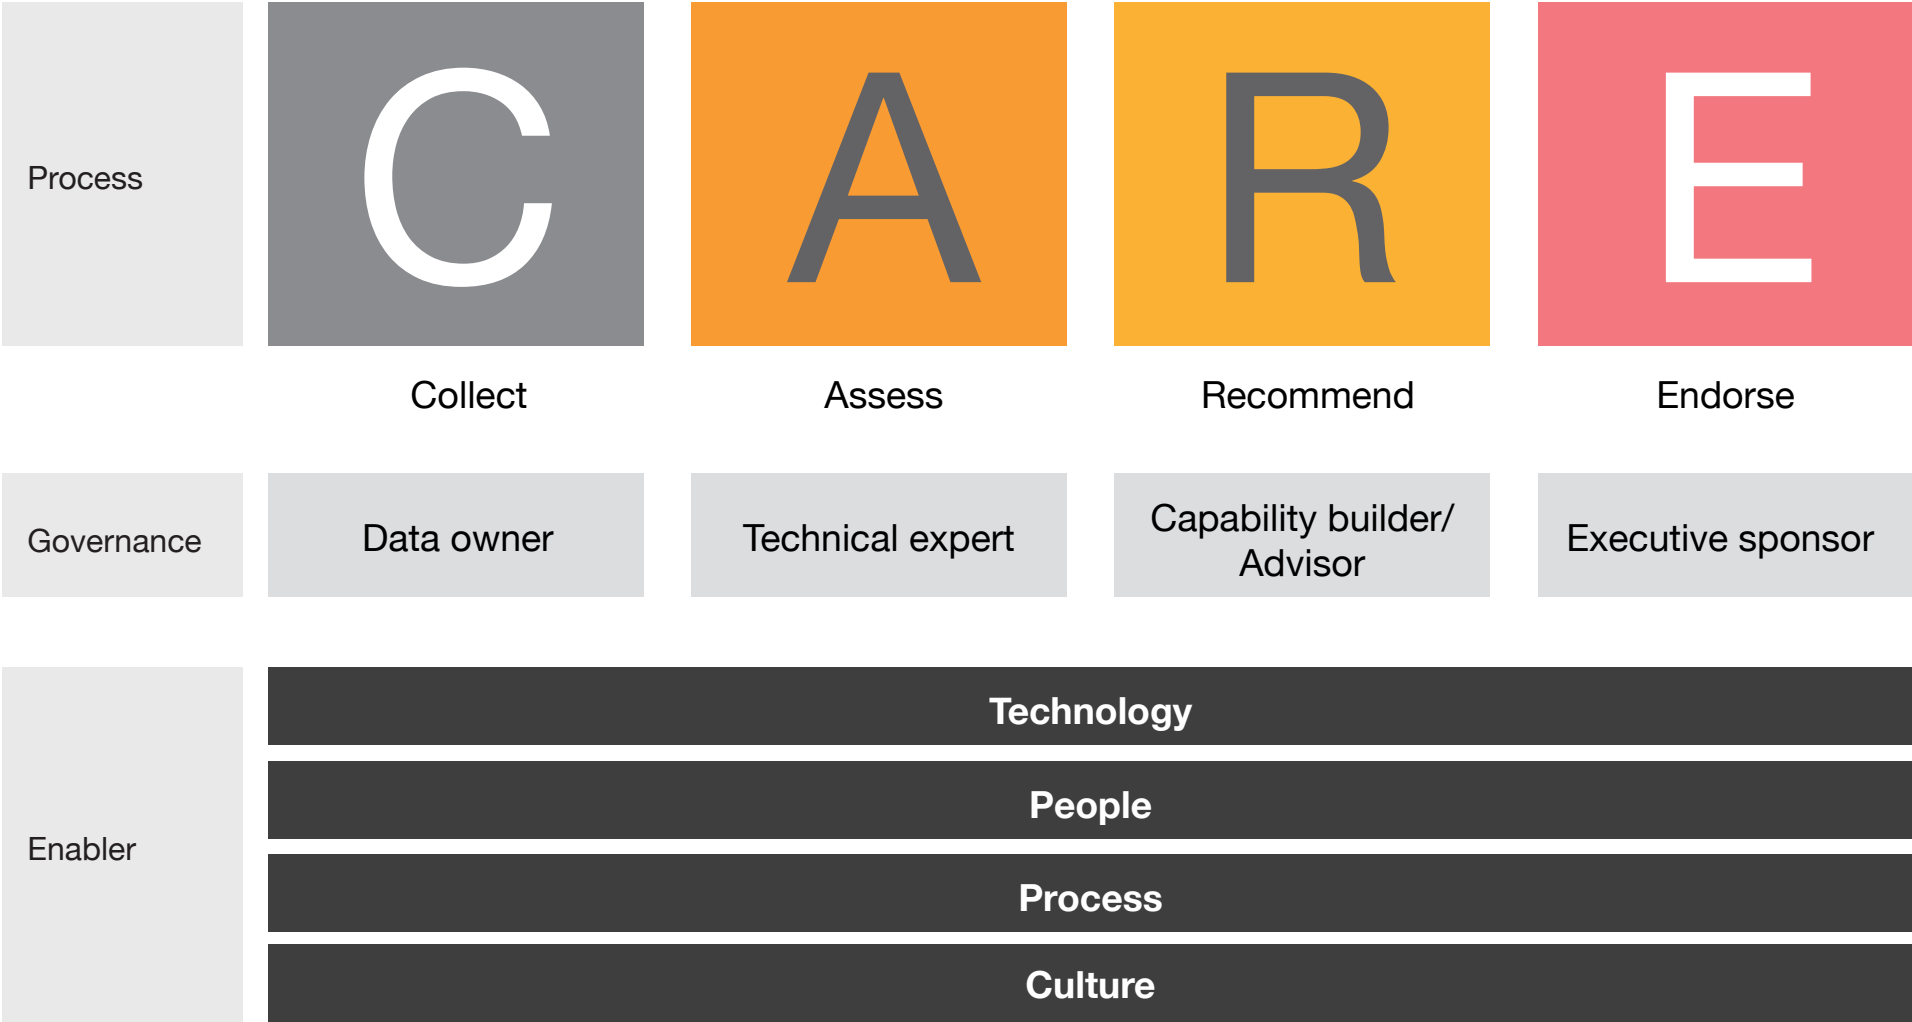 Process
C
A
R
E
Collect
Assess
Recommend
Endorse
Governance
Data owner
Technical expert
Capability builder/
Advisor
Executive sponsor
Enabler
Technology
People
Process
Culture